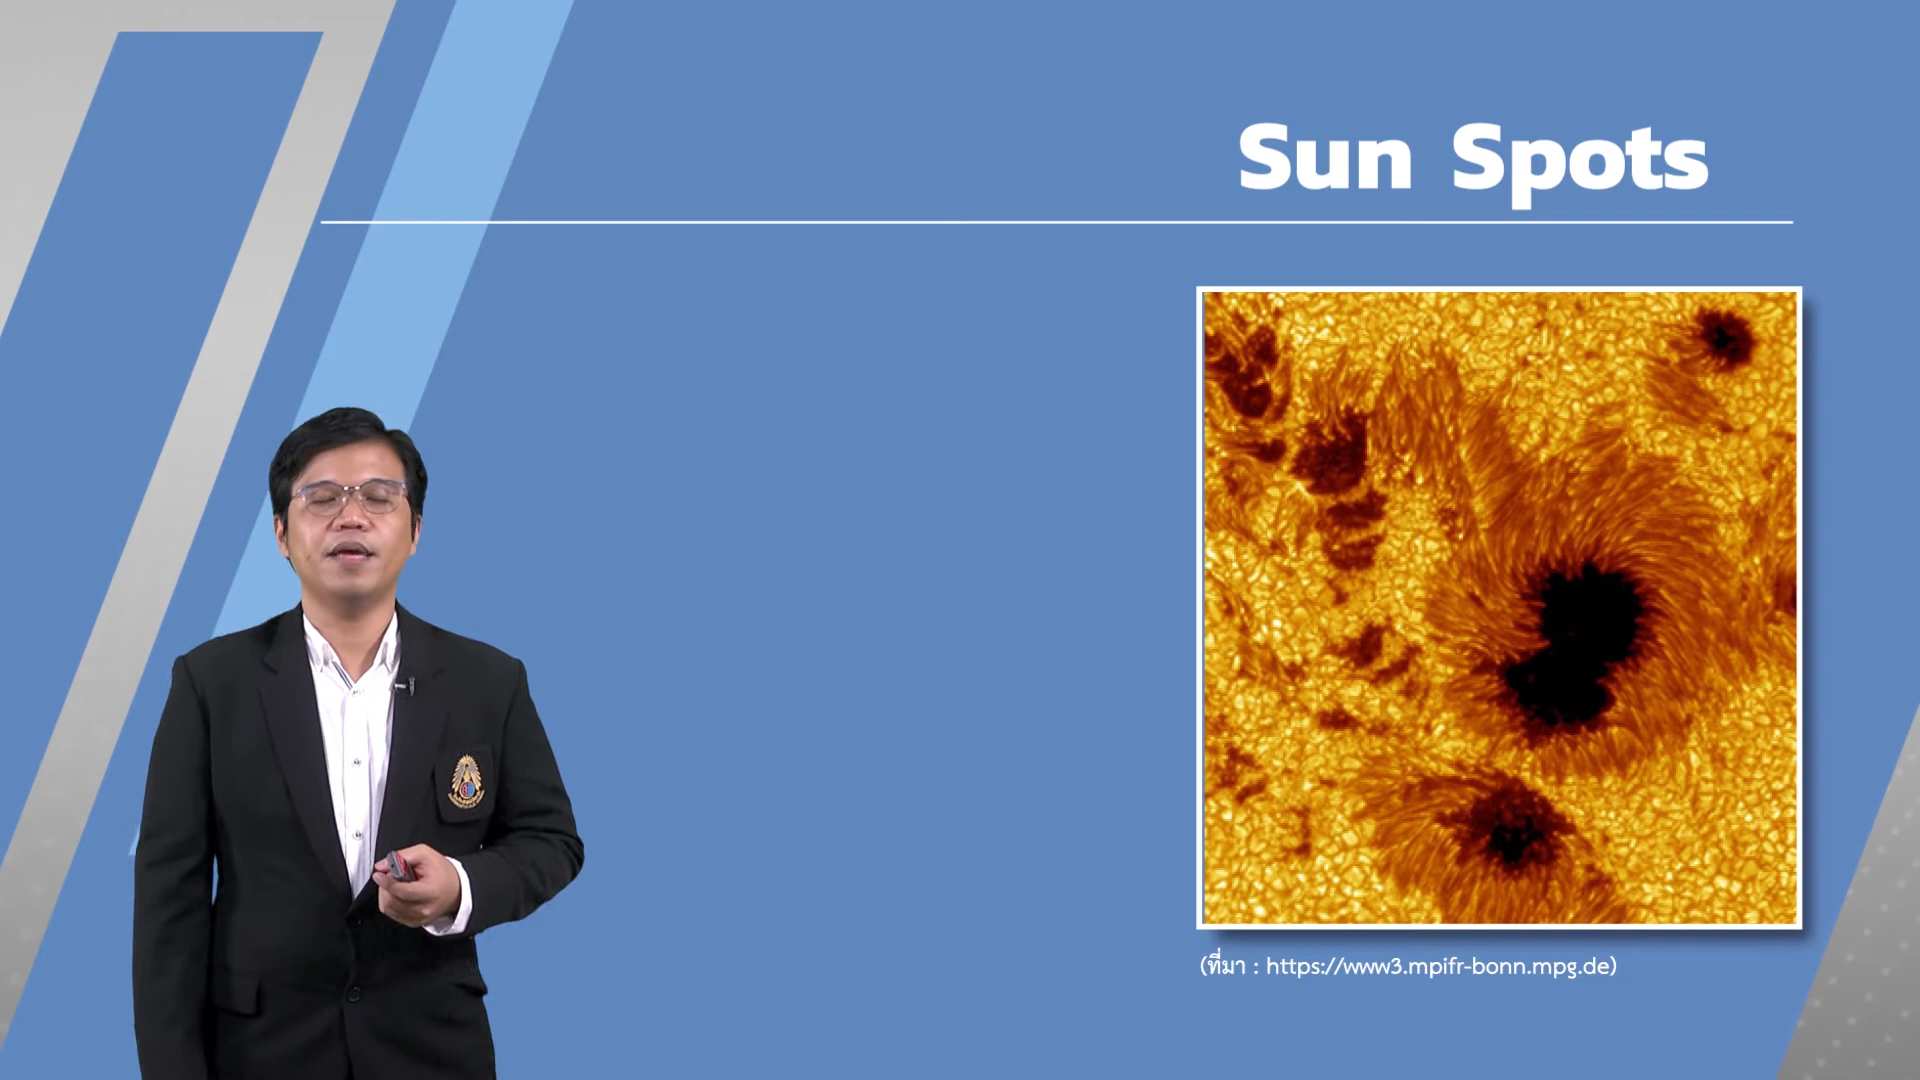 Sun Spots
(ที่มา : https://www3.mpifr-bonn.mpg.de)